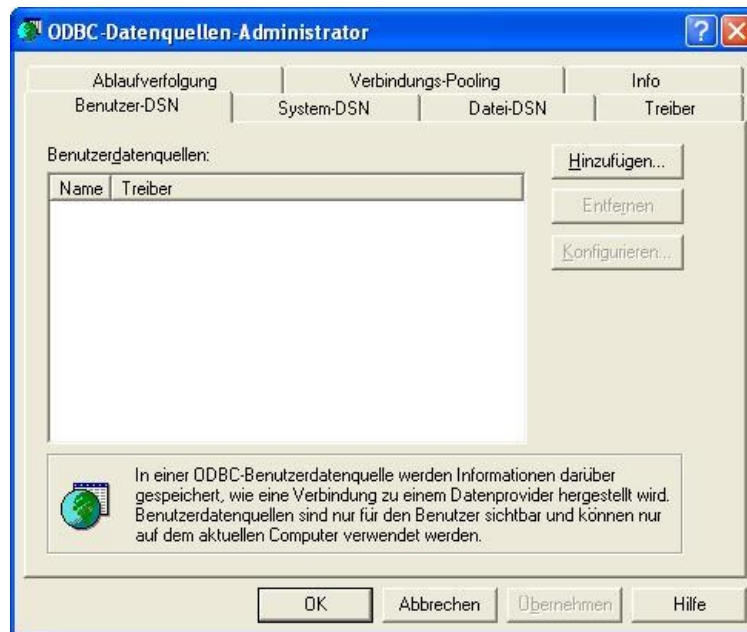 ODBC-Datenquellen-Administrator
Ablaufverfolgung Verbindungs-Pooling Info
Benutzer-DSN System-DSN Datei-DSN Treiber
Benutzerdatenquellen:
Name Treiber
Hinzufügen...
Entfernen
Konfigurieren...
In einer ODBC-Benutzerdatenquelle werden Informationen darüber
gespeichert, wie eine Verbindung zu einem Datenprovider hergestellt wird.
Benutzerdatenquellen sind nur für den Benutzer sichtbar und können nur
auf dem aktuellen Computer verwendet werden.
OK Abbrechen Übernehmen Hilfe